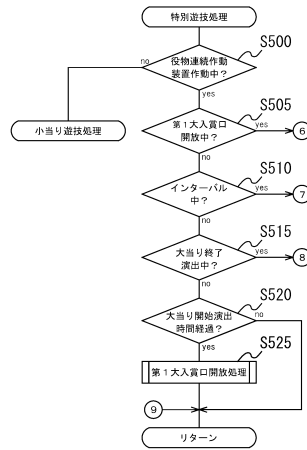 特別遊技処理
S500
役物連続作動
装置作動中？
no
yes
小当り遊技処理
S505
第１大入賞口
開放中？
yes
6
no
S510
インターバル
中？
yes
7
no
S515
大当り終了
演出中？
yes
8
no
S520
大当り開始演出
時間経過？
no
yes
S525
第１大入賞口開放処理
9
リターン